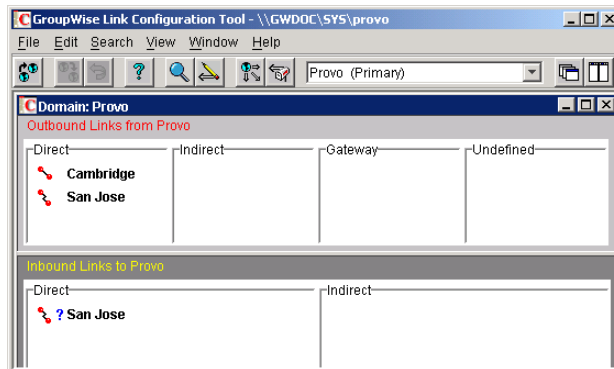 GroupWise Link Configuration Tool - \\GWDOC\SYS\provo
File Edit Search View Window Help
? Provo (Primary)
Domain: Provo
Outbound Links from Provo
Direct Indirect Gateway Undefined
Cambridge
San Jose
Inbound Links to Provo
Direct Indirect
? San Jose